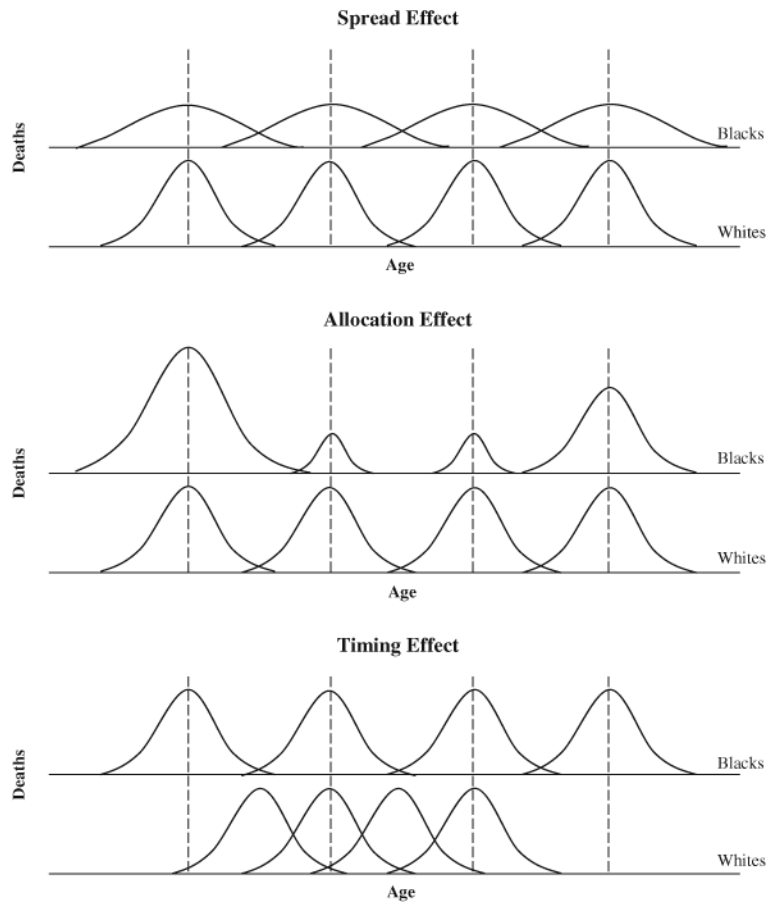 Spread Effect
Deaths
Blacks
Whites
Age
Allocation Effect
Deaths
Blacks
Whites
Age
Timing Effect
Deaths
Blacks
Whites
Age